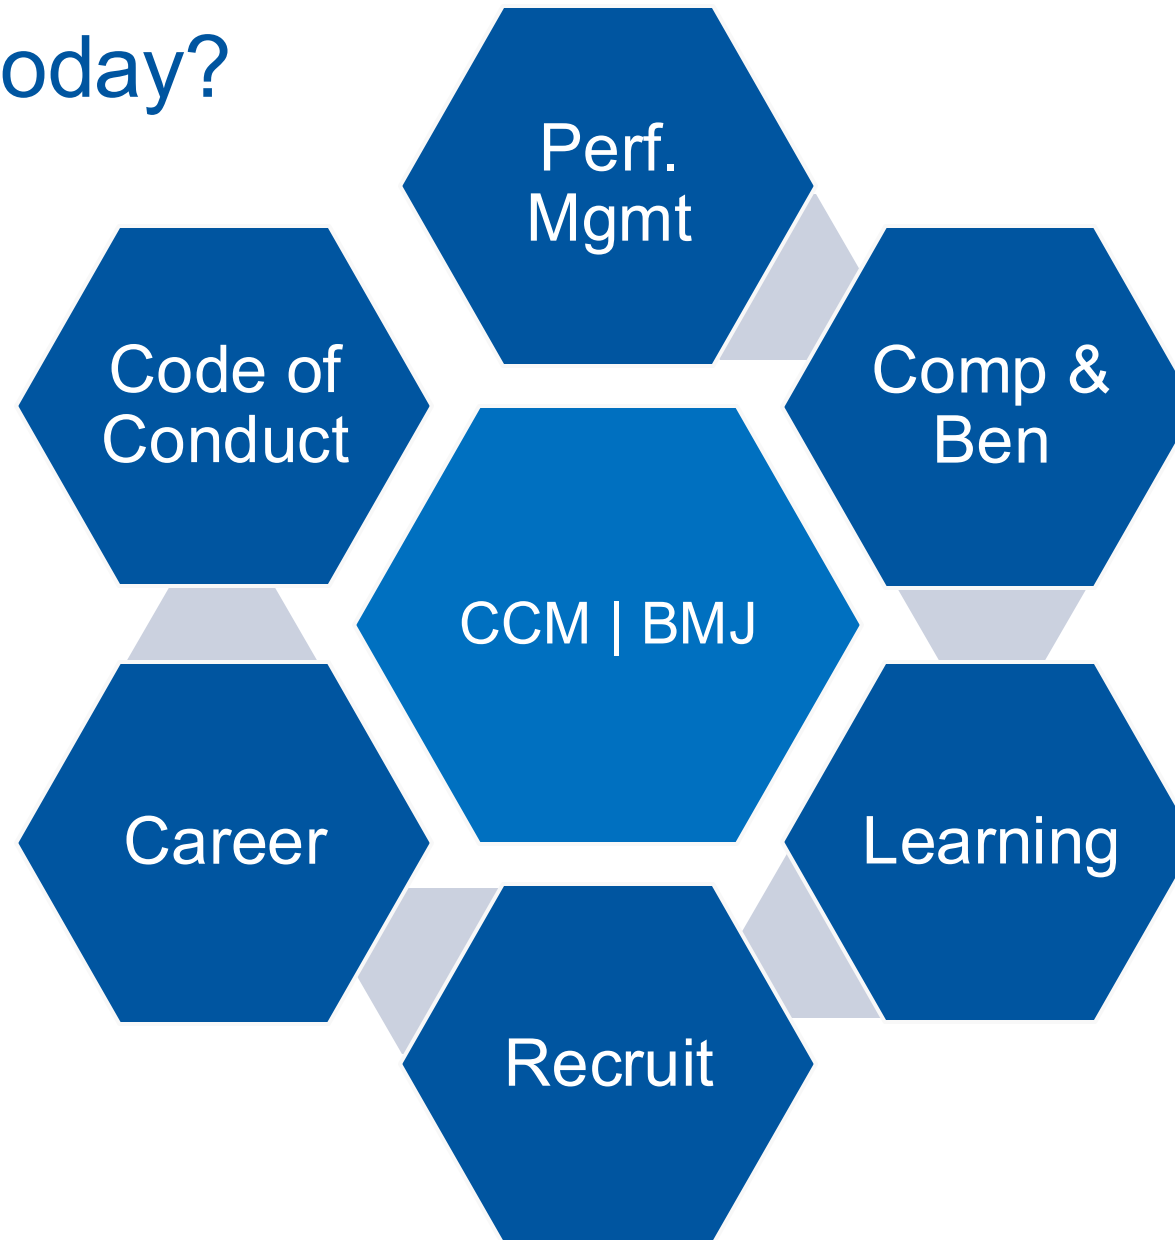 oday?
Perf.
Mgmt
Comp &
Ben
Learning
Recruit
Career
Code of
Conduct
CCM | BMJ